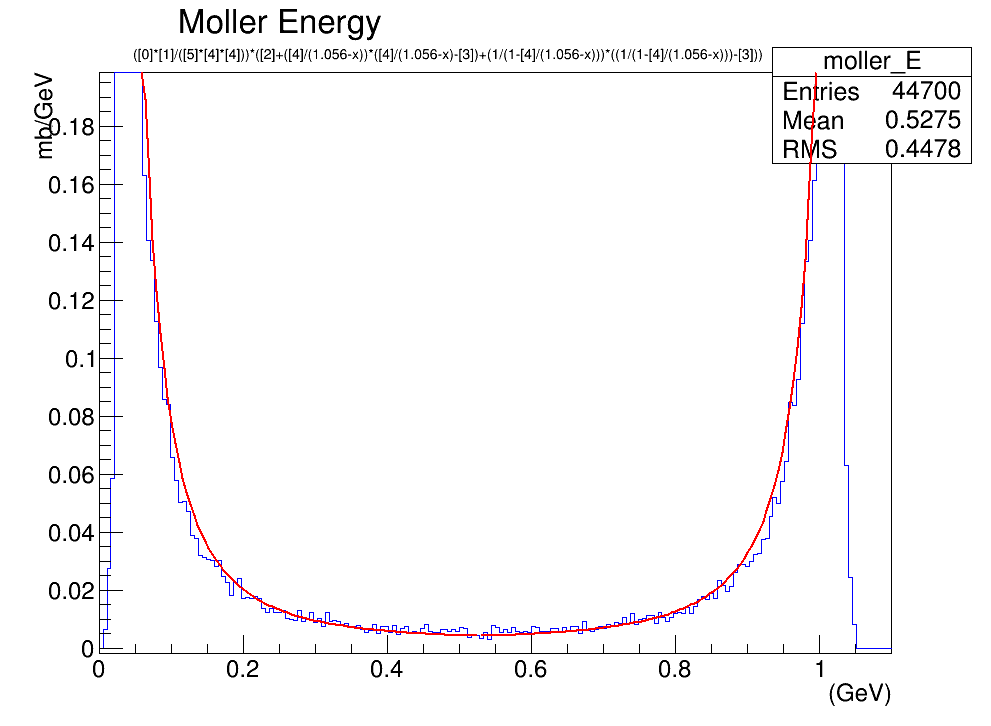 Moller Energy
([0]*[1]/([5]*[4]*[4]))*([2]+([4]/(1.056-x))*([4]/(1.056-x)-[3])+(1/(1-[4]/(1.056-x)))*((1/(1-[4]/(1.056-x)))-[3]))
moller_E
Entries 44700
Mean 0.5275
RMS 0.4478
mb/GeV
0.18
0.16
0.14
0.12
0.1
0.08
0.06
0.04
0.02
0
0 0.2 0.4 0.6 0.8 1
(GeV)